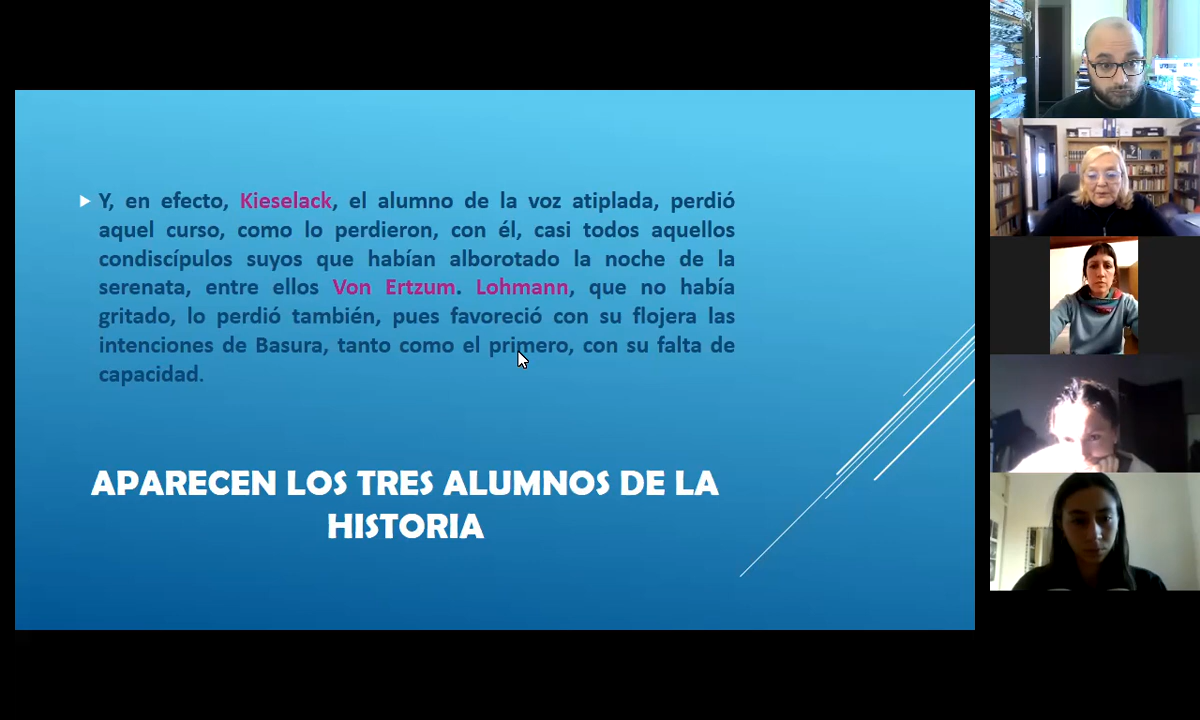 Y, en efecto, Kieselack, el alumno de la voz atiplada, perdió
aquel curso, como lo perdieron, con él, casi todos aquellos
condiscípulos suyos que habían alborotado la noche de la
serenata, entre ellos Von Ertzum. Lohmann, que no había
gritado, lo perdió también, pues favoreció con su flojera las
intenciones de Basura, tanto como el primero, con su falta de
capacidad.
APARECEN LOS TRES ALUMNOS DE LA
HISTORIA